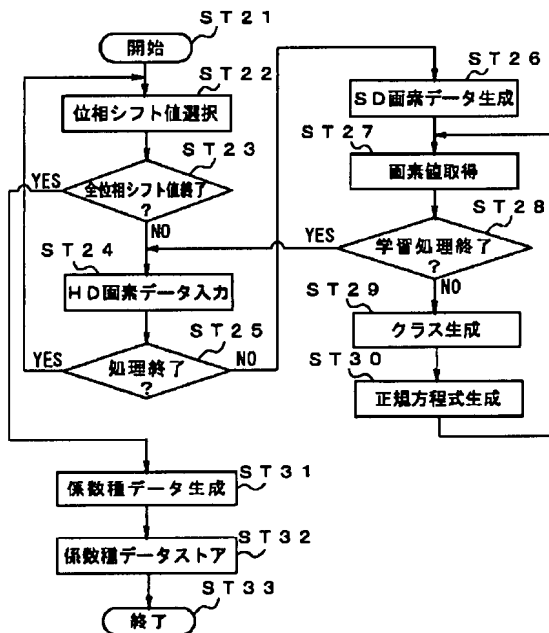 ST21
開始
ST22
位相シフト値選択
ST23
全位相シフト値終了
?
YES
NO
ST24
HD画素データ入力
ST25
処理終了
?
YES
NO
ST26
SD画素データ生成
ST27
画素値取得
ST28
学習処理終了
?
YES
NO
ST29
クラス生成
ST30
正規方程式生成
ST31
係数種データ生成
ST32
係数種データストア
ST33
終了